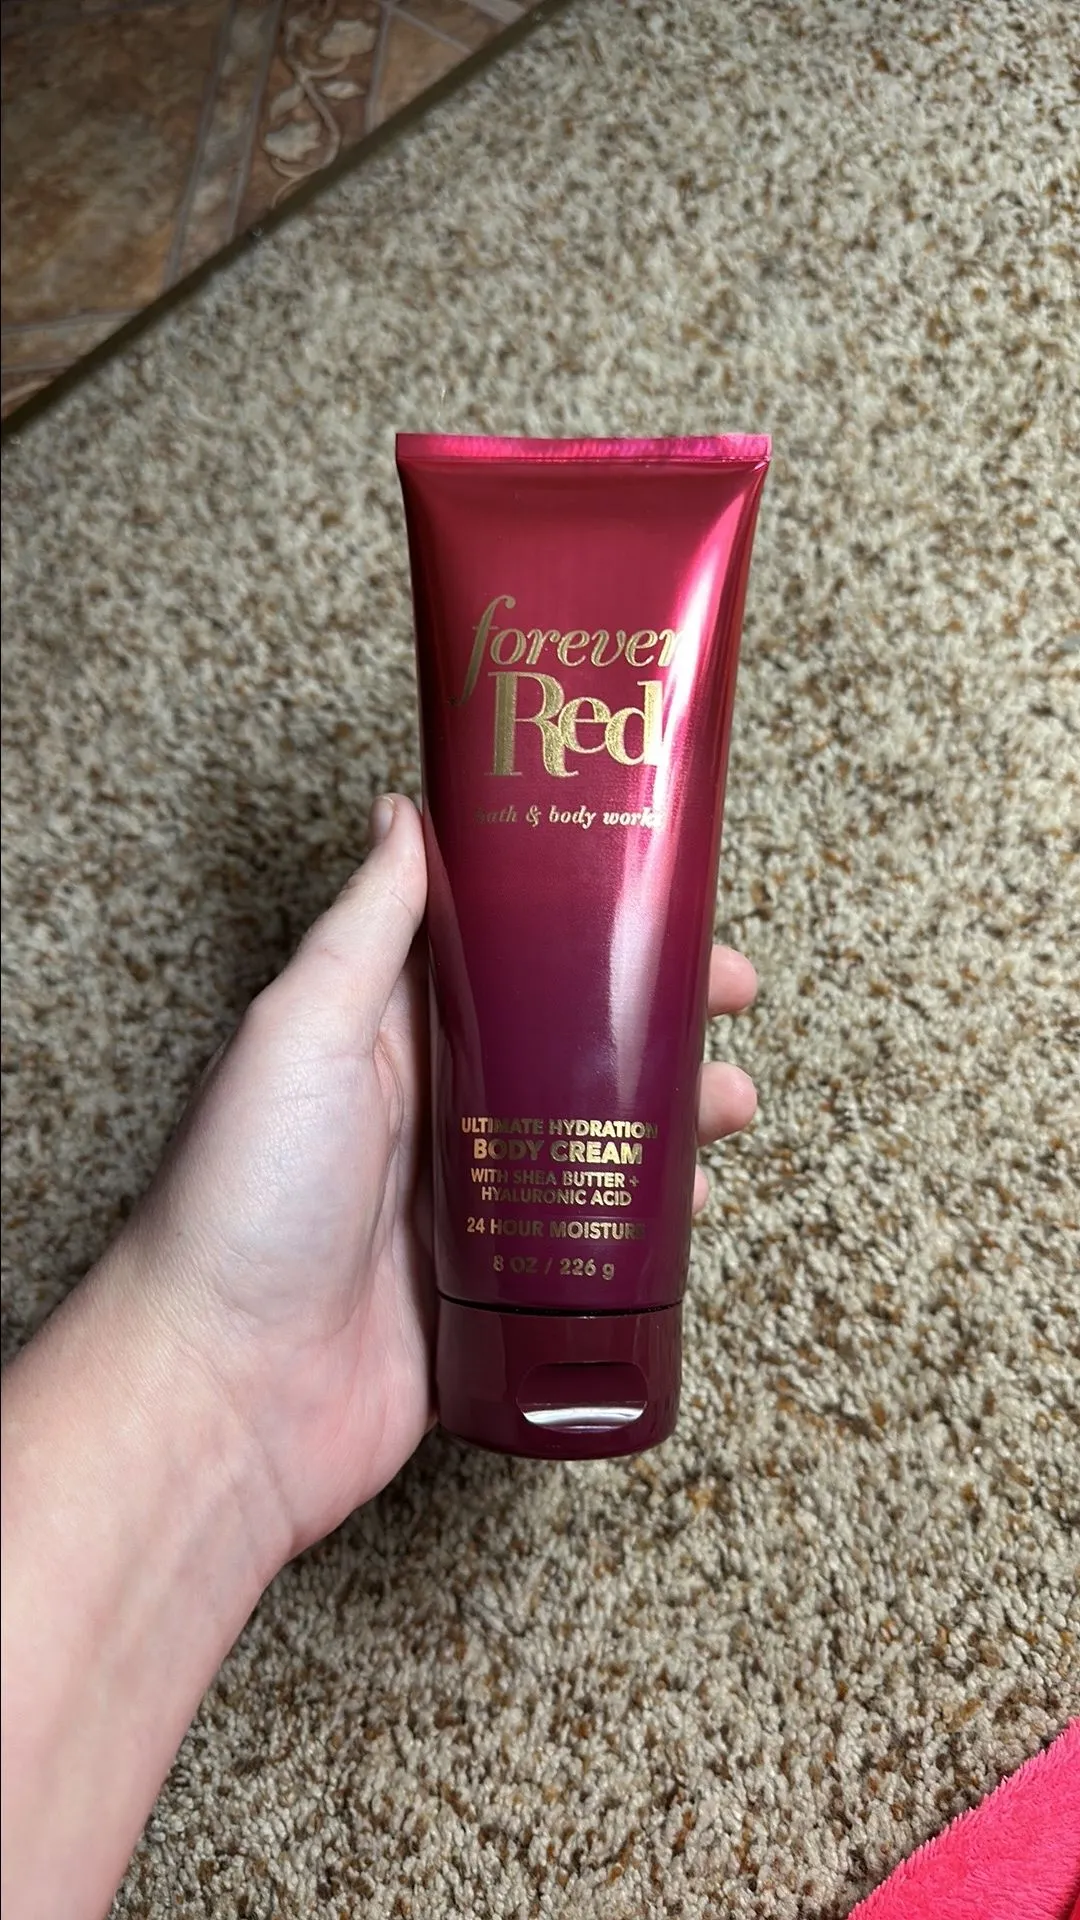 forever
Red
bath & body works
ULTIMATE HYDRATION
BODY CREAM
WITH SHEA BUTTER +
HYALURONIC ACID
24 HOUR MOISTURE
8 OZ / 226 g